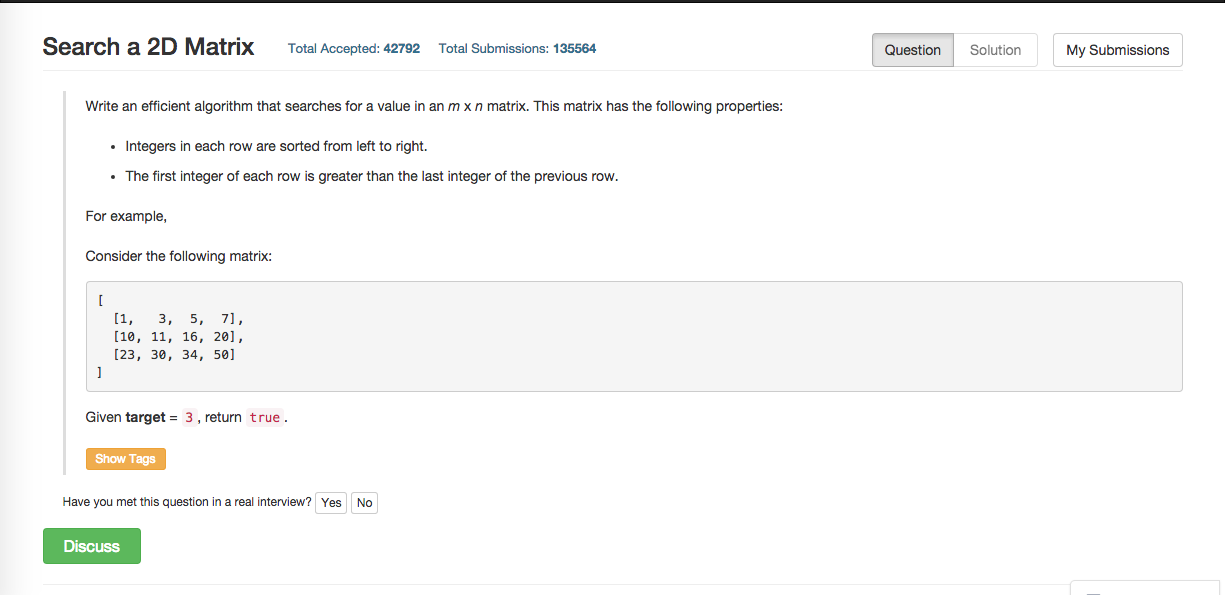 Search a 2D Matrix Total Accepted: 42792 Total Submissions: 135564 Question Solution My Submissions
Write an efficient algorithm that searches for a value in an m x n matrix. This matrix has the following properties:
• Integers in each row are sorted from left to right.
• The first integer of each row is greater than the last integer of the previous row.
For example,
Consider the following matrix:
[
  [1,   3,  5,  7],
  [10, 11, 16, 20],
  [23, 30, 34, 50]
]
Given target = 3, return true.
Show Tags
Have you met this question in a real interview? Yes No
Discuss